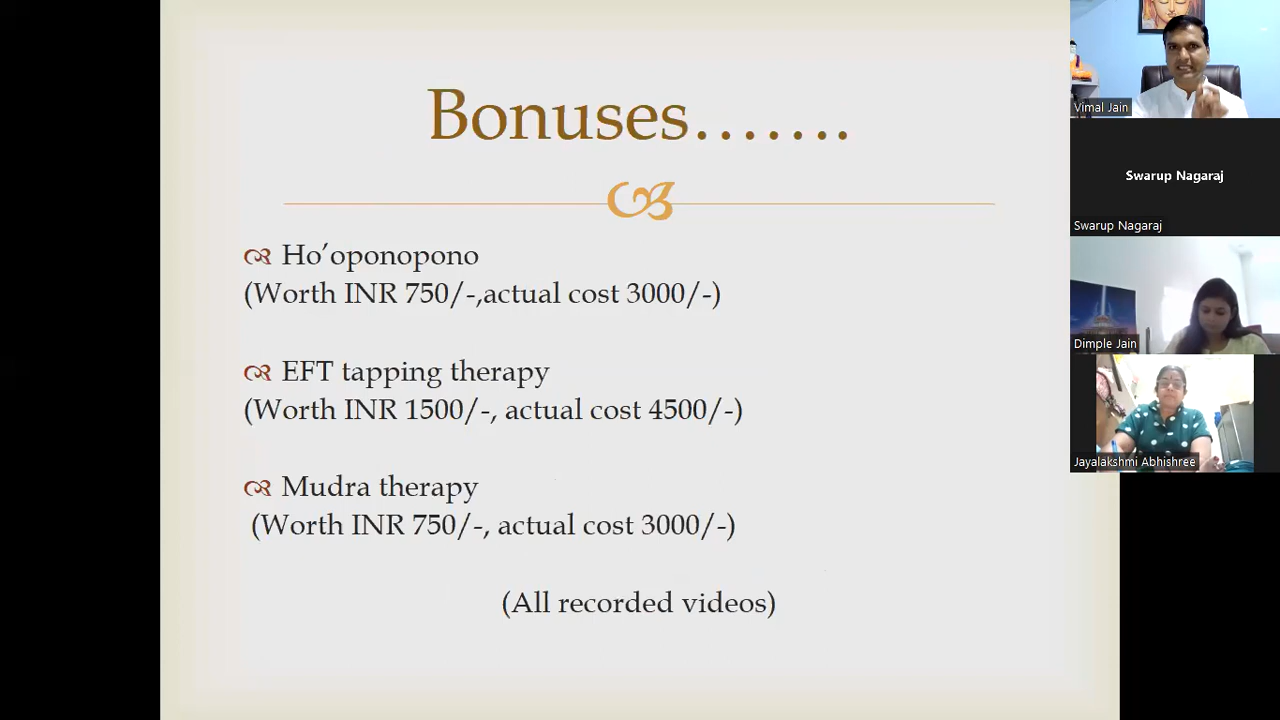 Bonuses…….
Ho’oponopono
(Worth INR 750/-,actual cost 3000/-)
EFT tapping therapy
(Worth INR 1500/-, actual cost 4500/-)
Mudra therapy
(Worth INR 750/-, actual cost 3000/-)
(All recorded videos)
Vimal Jain
Swarup Nagaraj
Swarup Nagaraj
Dimple Jain
Jayalakshmi Abhishree